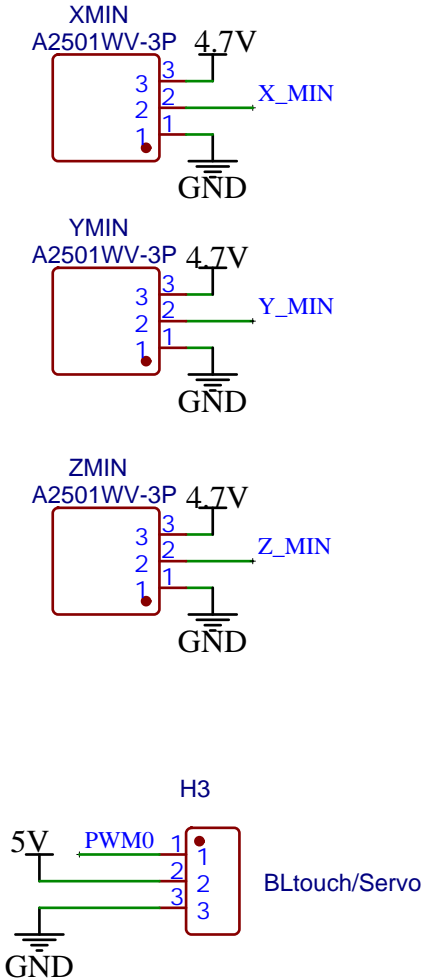 XMIN
A2501WV-3P
4.7V
3 3
2 2 X_MIN
1 1
GND
YMIN
A2501WV-3P 4.7V
3 3
2 2 Y_MIN
1 1
GND
ZMIN
A2501WV-3P 4.7V
3 3
2 2 Z_MIN
1 1
GND
H3
5V PWM0 1 1
2 2 BLtouch/Servo
3 3
GND